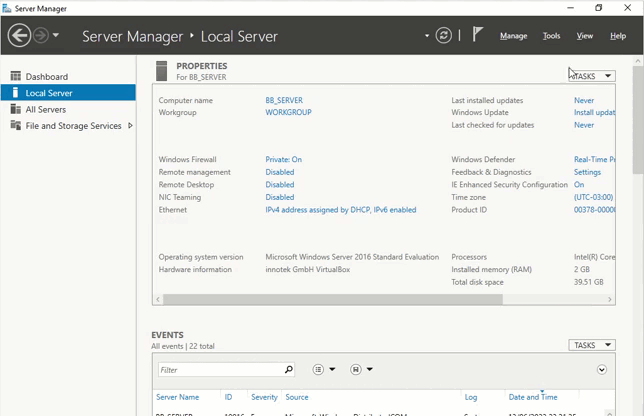 Server Manager
Server Manager • Local Server
Manage Tools View Help
Dashboard
Local Server
All Servers
File and Storage Services
PROPERTIES
For BB_SERVER
TASKS
Computer name BB_SERVER Last installed updates Never
Workgroup WORKGROUP Windows Update Install updat
Last checked for updates Never
Windows Firewall Private: On Windows Defender Real-Time Pr
Remote management Disabled Feedback & Diagnostics Settings
Remote Desktop Disabled IE Enhanced Security Configuration On
NIC Teaming Disabled Time zone (UTC-03:00)
Ethernet IPv4 address assigned by DHCP, IPv6 enabled Product ID 00378-0000
Operating system version Microsoft Windows Server 2016 Standard Evaluation Processors Intel(R) Core
Hardware information innotek GmbH VirtualBox Installed memory (RAM) 2 GB
Total disk space 39.51 GB
EVENTS
All events | 22 total
TASKS
Filter
Server Name ID Severity Source Log Date and Time